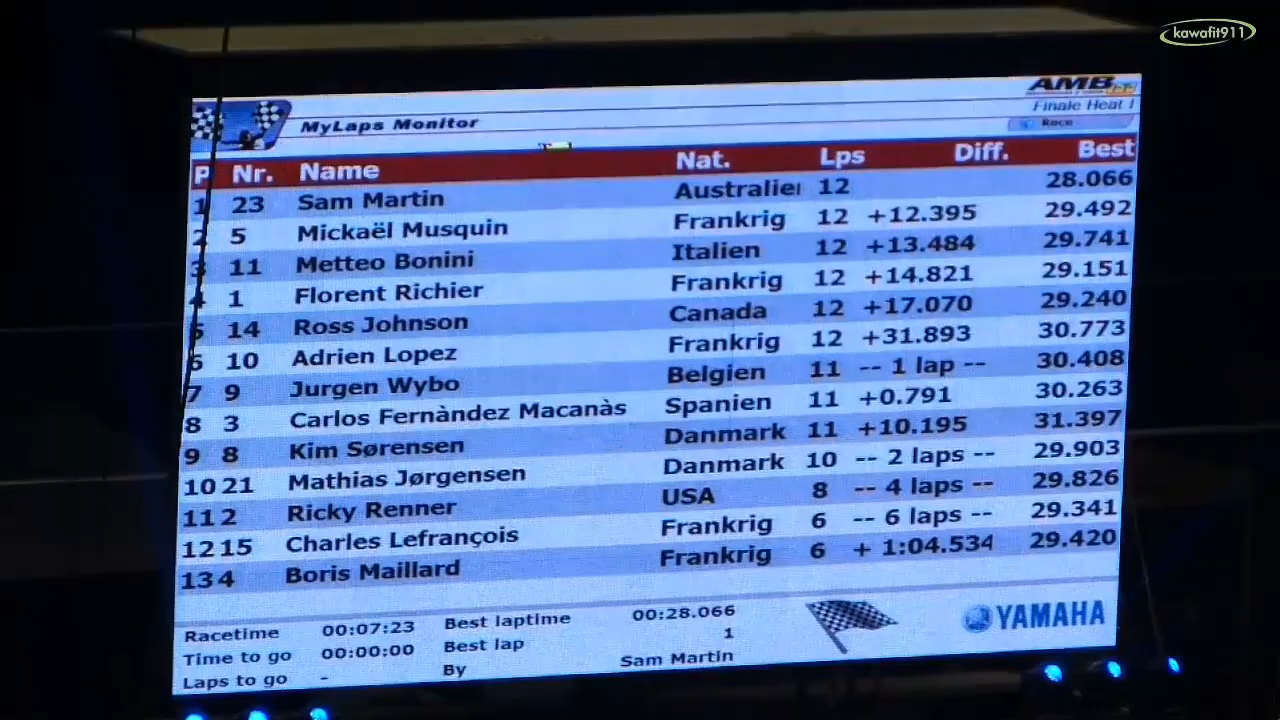 kawafit911
AMB
Finale Heat I
MyLaps Monitor
Race
P Nr. Name Nat. Lps Diff. Best
1 23 Sam Martin Australien 12 28.066
2 5 Mickaël Musquin Frankrig 12 +12.395 29.492
3 11 Metteo Bonini Italien 12 +13.484 29.741
4 1 Florent Richier Frankrig 12 +14.821 29.151
5 14 Ross Johnson Canada 12 +17.070 29.240
6 10 Adrien Lopez Frankrig 12 +31.893 30.773
7 9 Jurgen Wybo Belgien 11 -- 1 lap -- 30.408
8 3 Carlos Fernàndez Macanàs Spanien 11 +0.791 30.263
9 8 Kim Sørensen Danmark 11 +10.195 31.397
10 21 Mathias Jørgensen Danmark 10 -- 2 laps -- 29.903
11 2 Ricky Renner USA 8 -- 4 laps -- 29.826
12 15 Charles Lefrançois Frankrig 6 -- 6 laps -- 29.341
13 4 Boris Maillard Frankrig 6 + 1:04.534 29.420
Racetime 00:07:23 Best laptime 00:28.066
Time to go 00:00:00 Best lap 1
Laps to go - By Sam Martin
YAMAHA